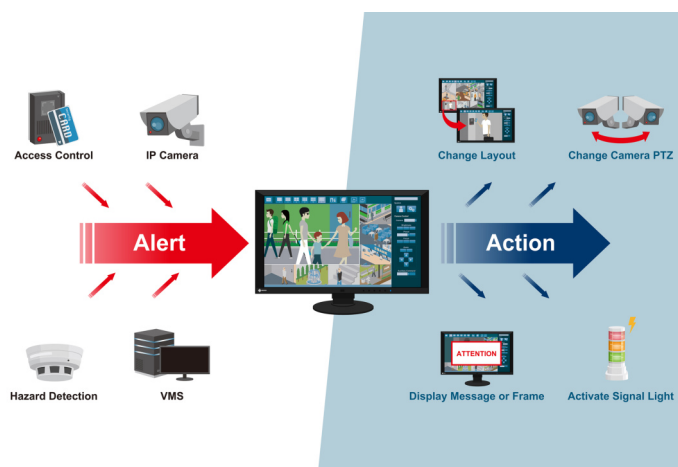 CARD
Access Control
IP Camera
Change Layout
Change Camera PTZ
Alert
Action
ATTENTION
Hazard Detection
VMS
Display Message or Frame
Activate Signal Light